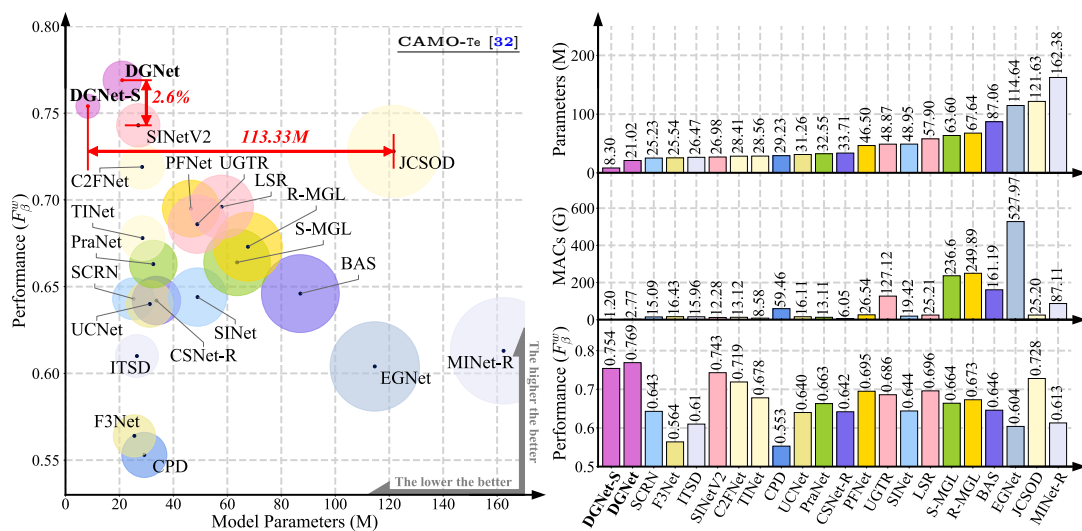 CAMO-Te [32]
0.80
0.75
0.70
0.65
0.60
0.55
Performance (F_β^w)
DGNet
DGNet-S
2.6%
SINetV2
113.33M
JCSOD
C2FNet
PFNet
UGTR
LSR
R-MGL
S-MGL
TINet
PraNet
SCRN
BAS
UCNet
SINet
CSNet-R
ITSD
EGNet
MINet-R
F3Net
CPD
The higher the better
The lower the better
0
20
40
60
80
100
120
140
160
Model Parameters (M)
Parameters (M)
200
100
0
8.30
21.02
25.23
25.54
26.47
26.98
28.41
28.56
29.23
31.26
32.55
33.71
46.50
48.87
48.95
57.90
63.60
67.64
87.06
114.64
121.63
162.38
MACs (G)
600
400
200
0
1.20
2.77
15.09
16.43
15.96
12.28
13.12
8.58
59.46
16.11
13.11
6.05
26.54
127.12
19.42
25.21
236.6
249.89
161.19
527.97
25.20
87.11
Performance (F_β^w)
0.8
0.7
0.6
0.5
0.754
0.769
0.643
0.564
0.61
0.743
0.719
0.678
0.553
0.640
0.663
0.642
0.695
0.686
0.644
0.696
0.664
0.673
0.646
0.604
0.728
0.613
DGNet-S
DGNet
SCRN
F3Net
ITSD
SINetV2
C2FNet
TINet
CPD
UCNet
PraNet
CSNet-R
PFNet
UGTR
SINet
LSR
S-MGL
R-MGL
BAS
EGNet
JCSOD
MINet-R